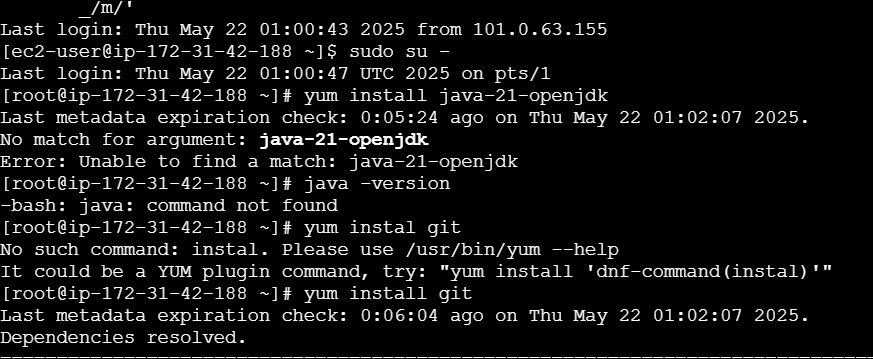 _/m/'
Last login: Thu May 22 01:00:43 2025 from 101.0.63.155
[ec2-user@ip-172-31-42-188 ~]$ sudo su -
Last login: Thu May 22 01:00:47 UTC 2025 on pts/1
[root@ip-172-31-42-188 ~]# yum install java-21-openjdk
Last metadata expiration check: 0:05:24 ago on Thu May 22 01:02:07 2025.
No match for argument: java-21-openjdk
Error: Unable to find a match: java-21-openjdk
[root@ip-172-31-42-188 ~]# java -version
-bash: java: command not found
[root@ip-172-31-42-188 ~]# yum instal git
No such command: instal. Please use /usr/bin/yum --help
It could be a YUM plugin command, try: "yum install 'dnf-command(instal)'"
[root@ip-172-31-42-188 ~]# yum install git
Last metadata expiration check: 0:06:04 ago on Thu May 22 01:02:07 2025.
Dependencies resolved.